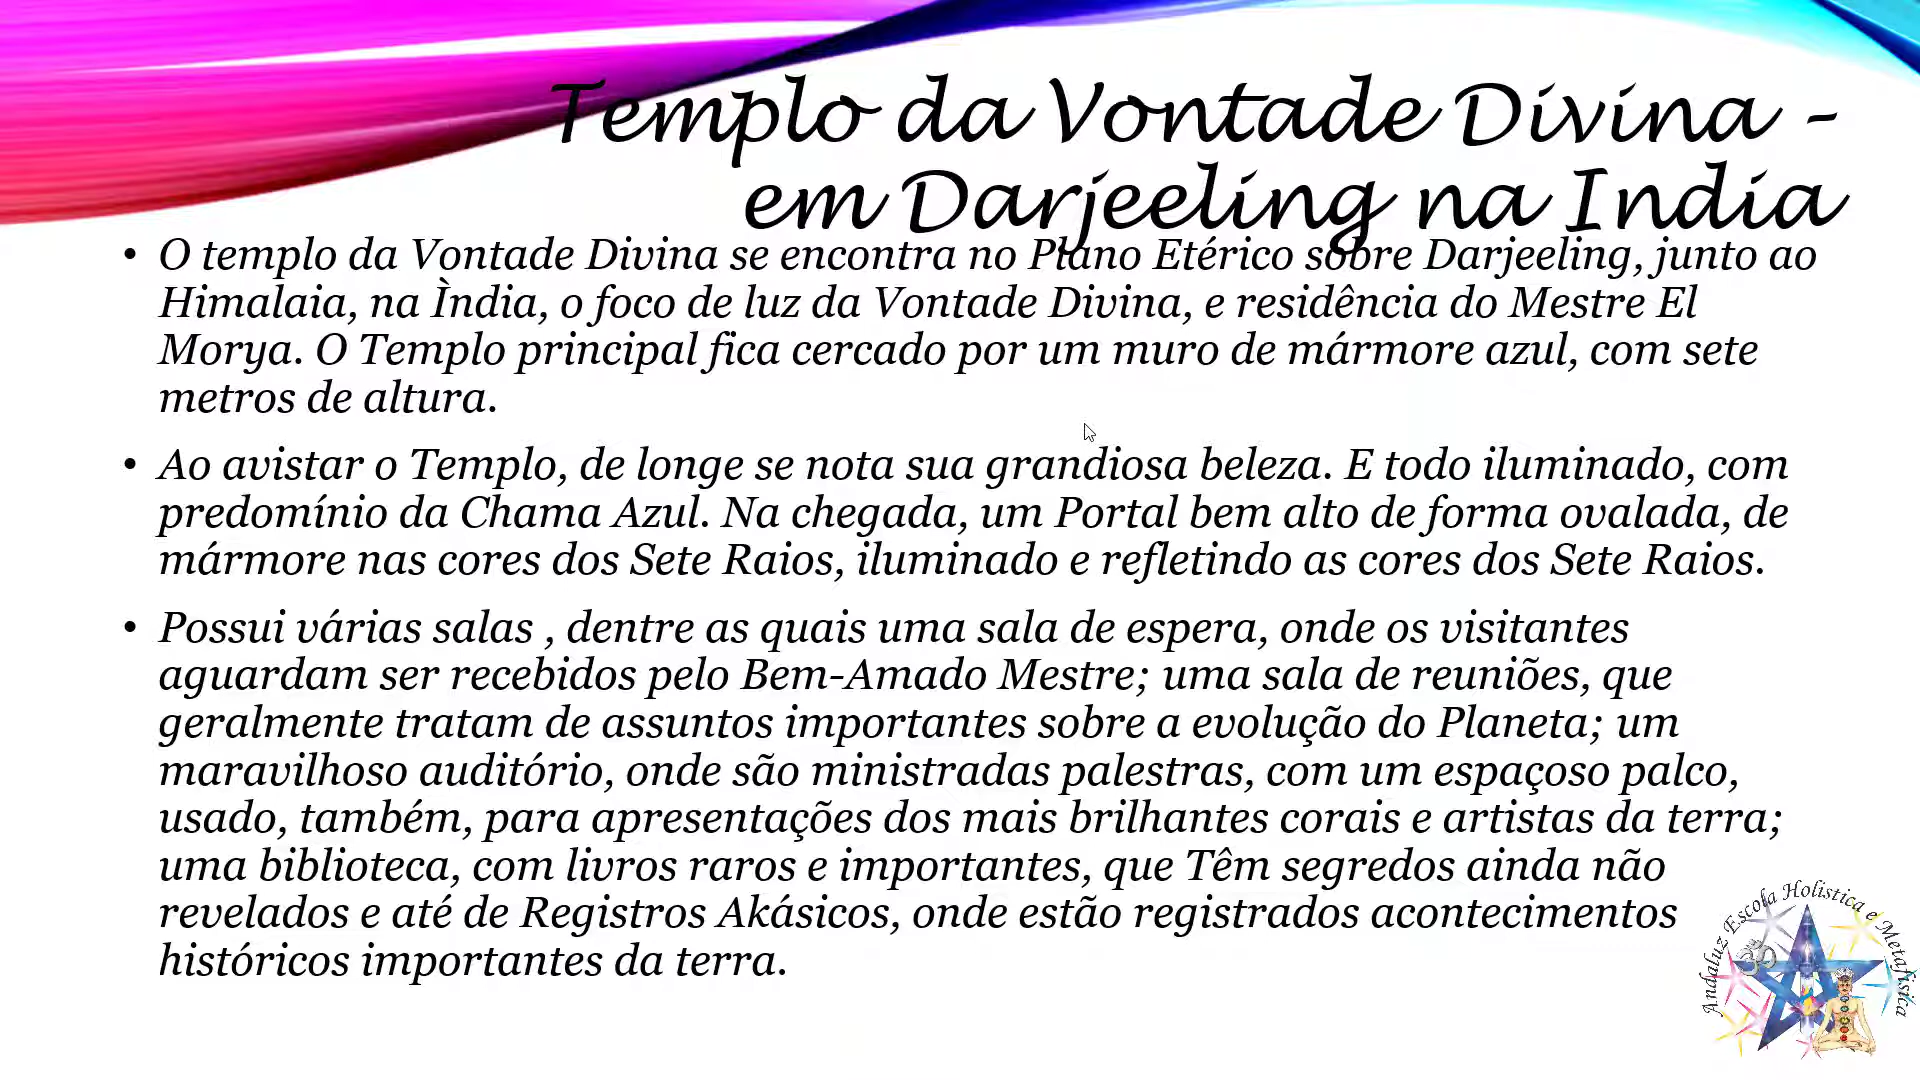 Templo da Vontade Divina –
em Darjeeling na India
• O templo da Vontade Divina se encontra no Plano Etérico sobre Darjeeling, junto ao
Himalaia, na Ìndia, o foco de luz da Vontade Divina, e residência do Mestre El
Morya. O Templo principal fica cercado por um muro de mármore azul, com sete
metros de altura.
• Ao avistar o Templo, de longe se nota sua grandiosa beleza. E todo iluminado, com
predomínio da Chama Azul. Na chegada, um Portal bem alto de forma ovalada, de
mármore nas cores dos Sete Raios, iluminado e refletindo as cores dos Sete Raios.
• Possui várias salas , dentre as quais uma sala de espera, onde os visitantes
aguardam ser recebidos pelo Bem-Amado Mestre; uma sala de reuniões, que
geralmente tratam de assuntos importantes sobre a evolução do Planeta; um
maravilhoso auditório, onde são ministradas palestras, com um espaçoso palco,
usado, também, para apresentações dos mais brilhantes corais e artistas da terra;
uma biblioteca, com livros raros e importantes, que Têm segredos ainda não
revelados e até de Registros Akásicos, onde estão registrados acontecimentos
históricos importantes da terra.
Andaluz Escola Holistica e Metafisica
ॐ